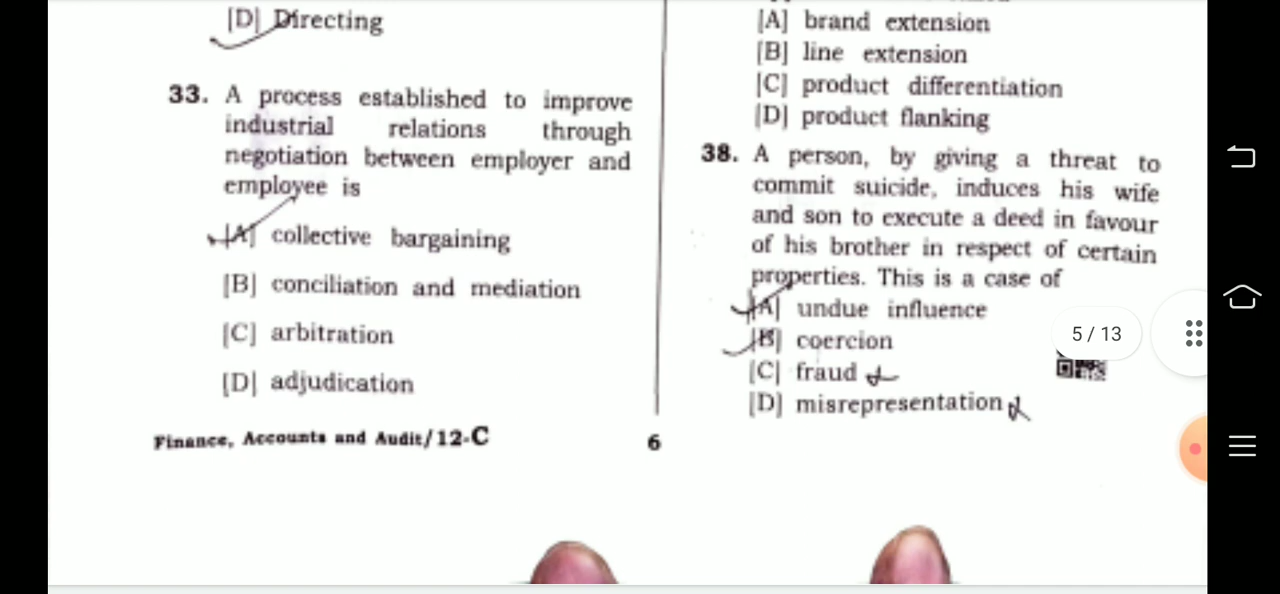 [D] Directing
33. A process established to improve
industrial relations through
negotiation between employer and
employee is
[A] collective bargaining
[B] conciliation and mediation
[C] arbitration
[D] adjudication
Finance, Accounts and Audit/12-C
6
[A] brand extension
[B] line extension
[C] product differentiation
[D] product flanking
38. A person, by giving a threat to
commit suicide, induces his wife
and son to execute a deed in favour
of his brother in respect of certain
properties. This is a case of
[A] undue influence
[B] coercion
[C] fraud
[D] misrepresentation
5 / 13